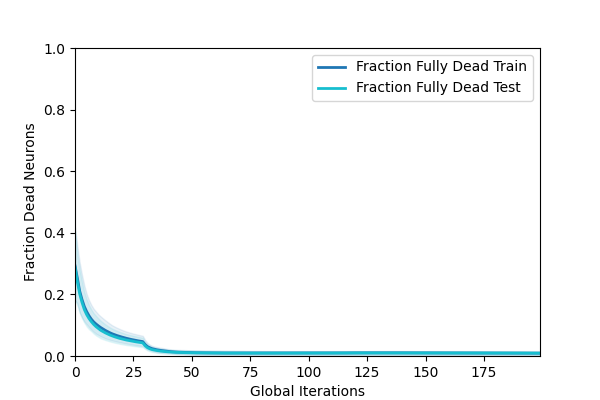 Fraction Fully Dead Train
Fraction Fully Dead Test
Fraction Dead Neurons
1.0
0.8
0.6
0.4
0.2
0.0
0 25 50 75 100 125 150 175
Global Iterations